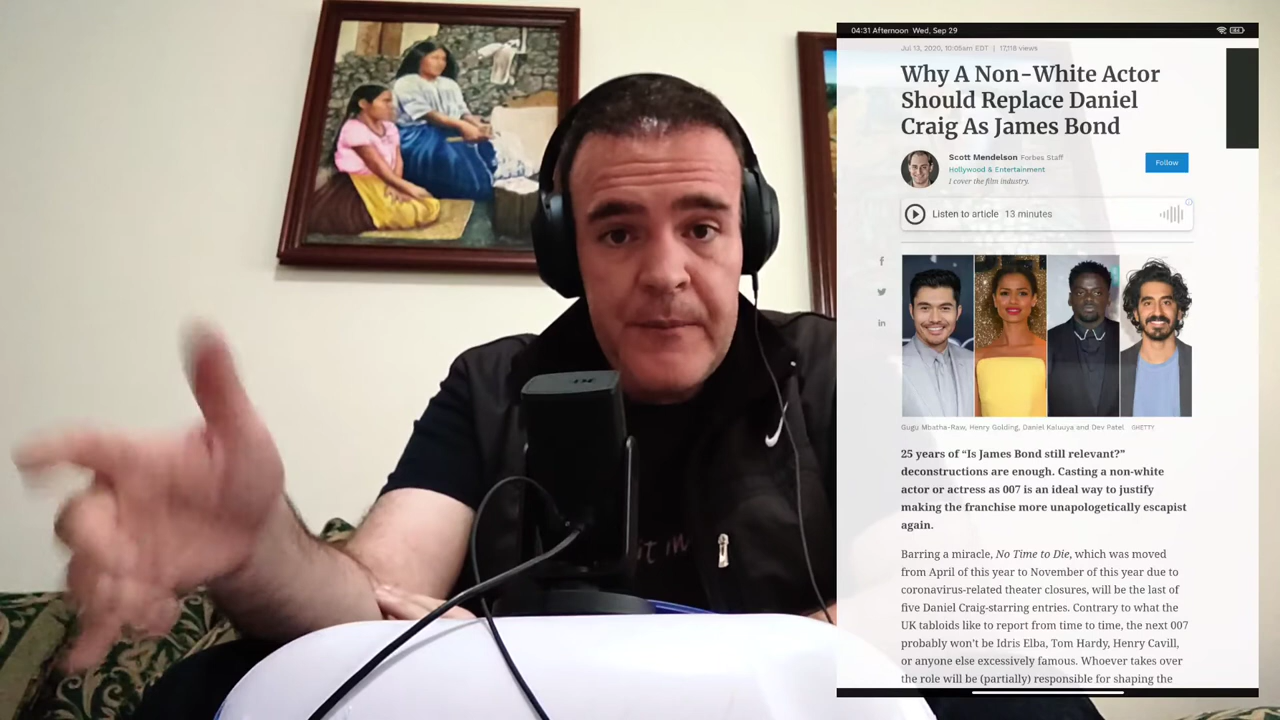 04:31 Afternoon Wed, Sep 29
Jul 13, 2020, 10:05am EDT | 17,118 views
Why A Non-White Actor
Should Replace Daniel
Craig As James Bond
Scott Mendelson Forbes Staff
Follow
Hollywood & Entertainment
I cover the film industry.
Listen to article 13 minutes
Gugu Mbatha-Raw, Henry Golding, Daniel Kaluuya and Dev Patel GHETTY
25 years of “Is James Bond still relevant?”
deconstructions are enough. Casting a non-white
actor or actress as 007 is an ideal way to justify
making the franchise more unapologetically escapist
again.
Barring a miracle, No Time to Die, which was moved
from April of this year to November of this year due to
coronavirus-related theater closures, will be the last of
five Daniel Craig-starring entries. Contrary to what the
UK tabloids like to report from time to time, the next 007
probably won’t be Idris Elba, Tom Hardy, Henry Cavill,
or anyone else excessively famous. Whoever takes over
the role will be (partially) responsible for shaping the